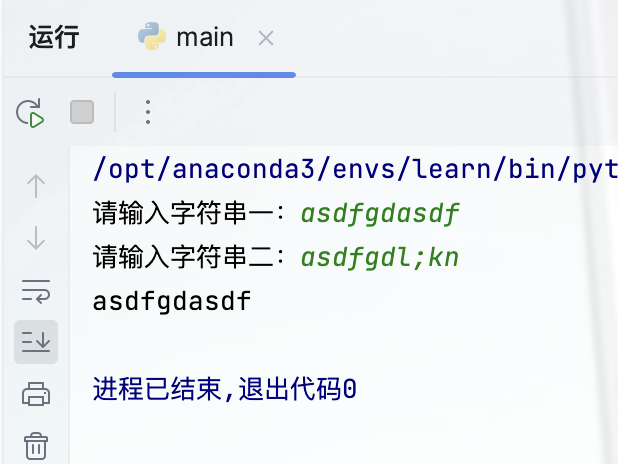 运行 main
/opt/anaconda3/envs/learn/bin/pyt
请输入字符串一: asdfgdasdf
请输入字符串二: asdfgdl;kn
asdfgdasdf
进程已结束,退出代码0